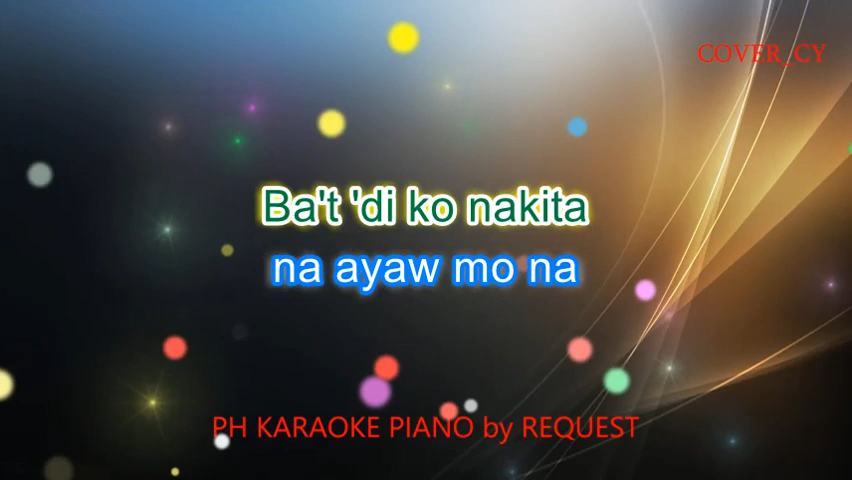 COVER_CY
Ba't 'di ko nakita
na ayaw mo na
PH KARAOKE PIANO by REQUEST